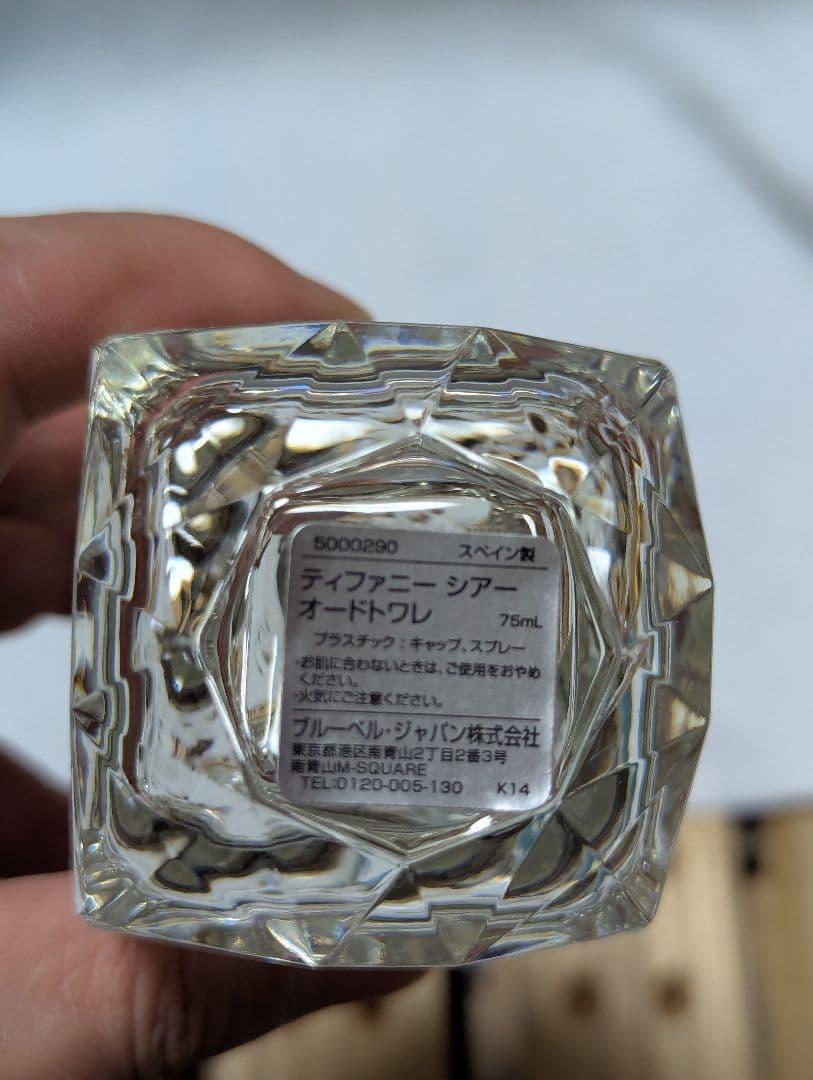 5000290 スペイン製
ティファニー シアー
オードトワレ 75mL
プラスチック：キャップ、スプレー
・お肌に合わないときは、ご使用をおやめ
ください。
・火気にご注意ください。
ブルーベル・ジャパン株式会社
東京都港区南青山2丁目2番3号
南青山M-SQUARE
TEL:0120-005-130 K14